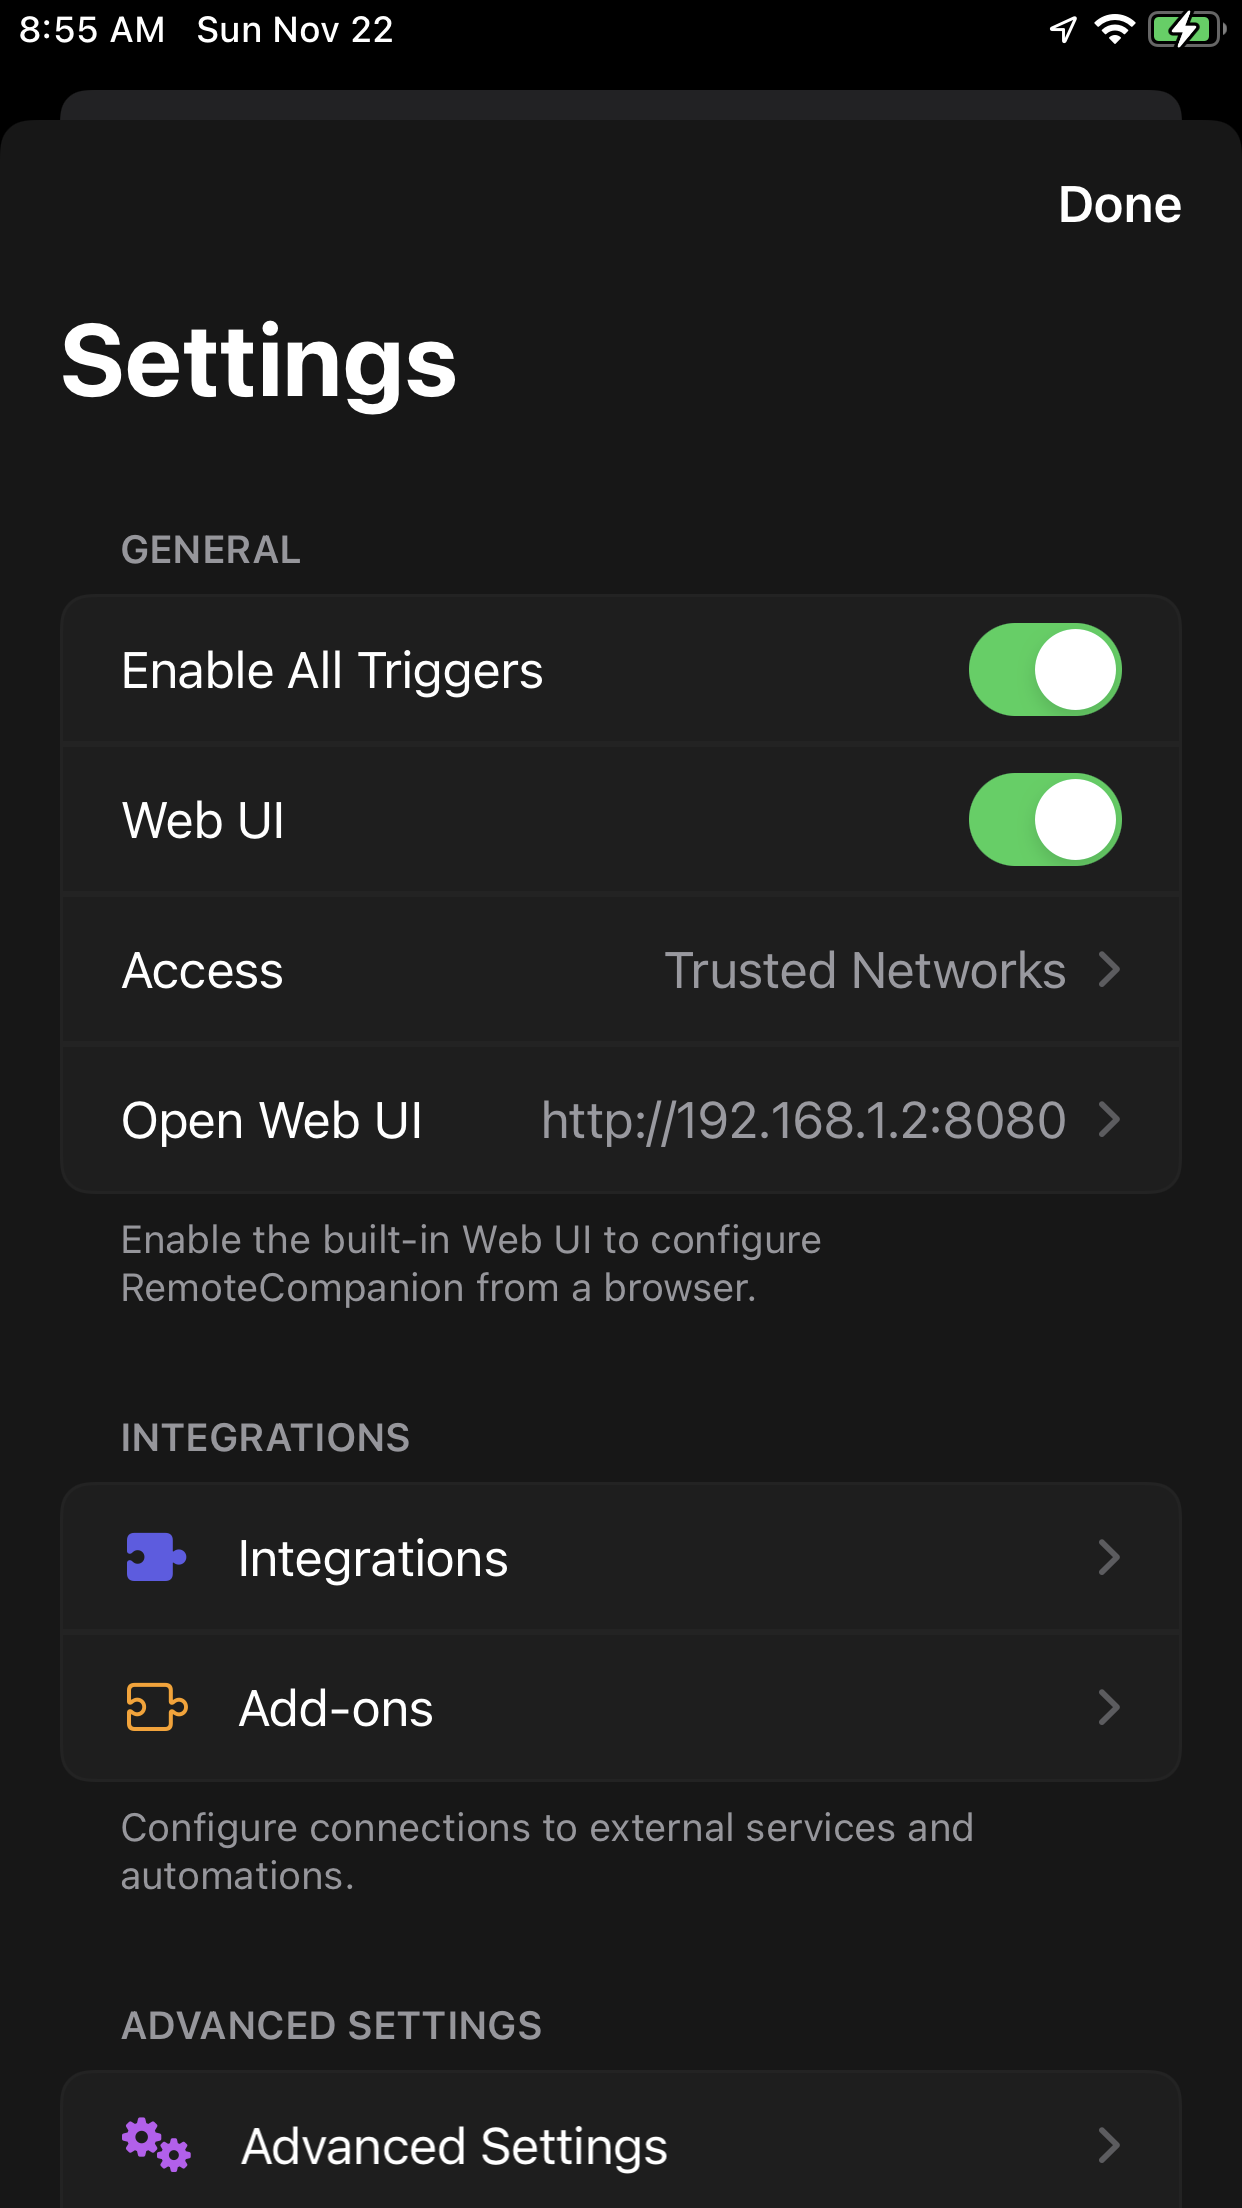 8:55 AM Sun Nov 22
Done
Settings
GENERAL
Enable All Triggers
Web UI
Access Trusted Networks
Open Web UI http://192.168.1.2:8080
Enable the built-in Web UI to configure
RemoteCompanion from a browser.
INTEGRATIONS
Integrations
Add-ons
Configure connections to external services and
automations.
ADVANCED SETTINGS
Advanced Settings